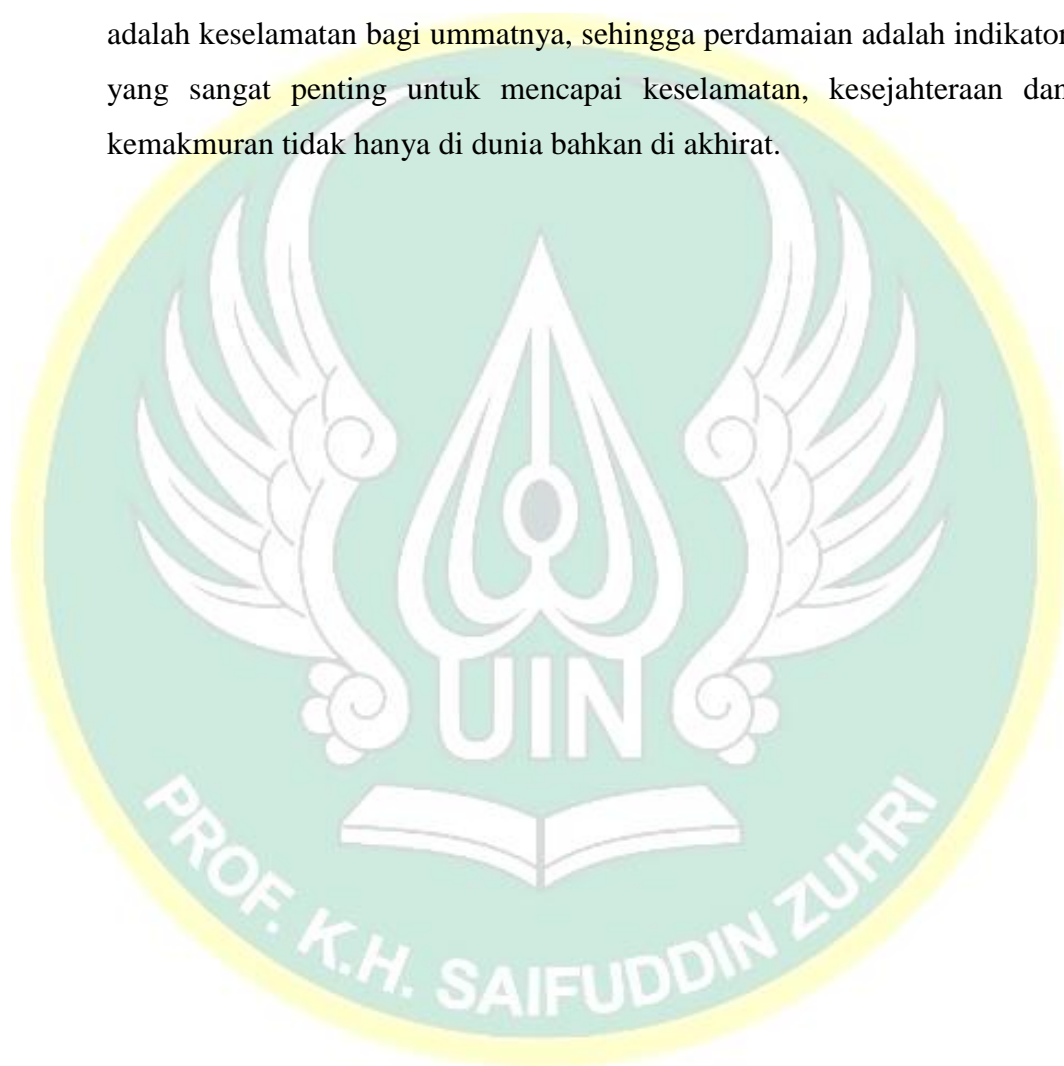 adalah keselamatan bagi ummatnya, sehingga perdamaian adalah indikator
yang sangat penting untuk mencapai keselamatan, kesejahteraan dan
kemakmuran tidak hanya di dunia bahkan di akhirat.
UIN
PROF. K.H. SAIFUDDIN ZUHRI